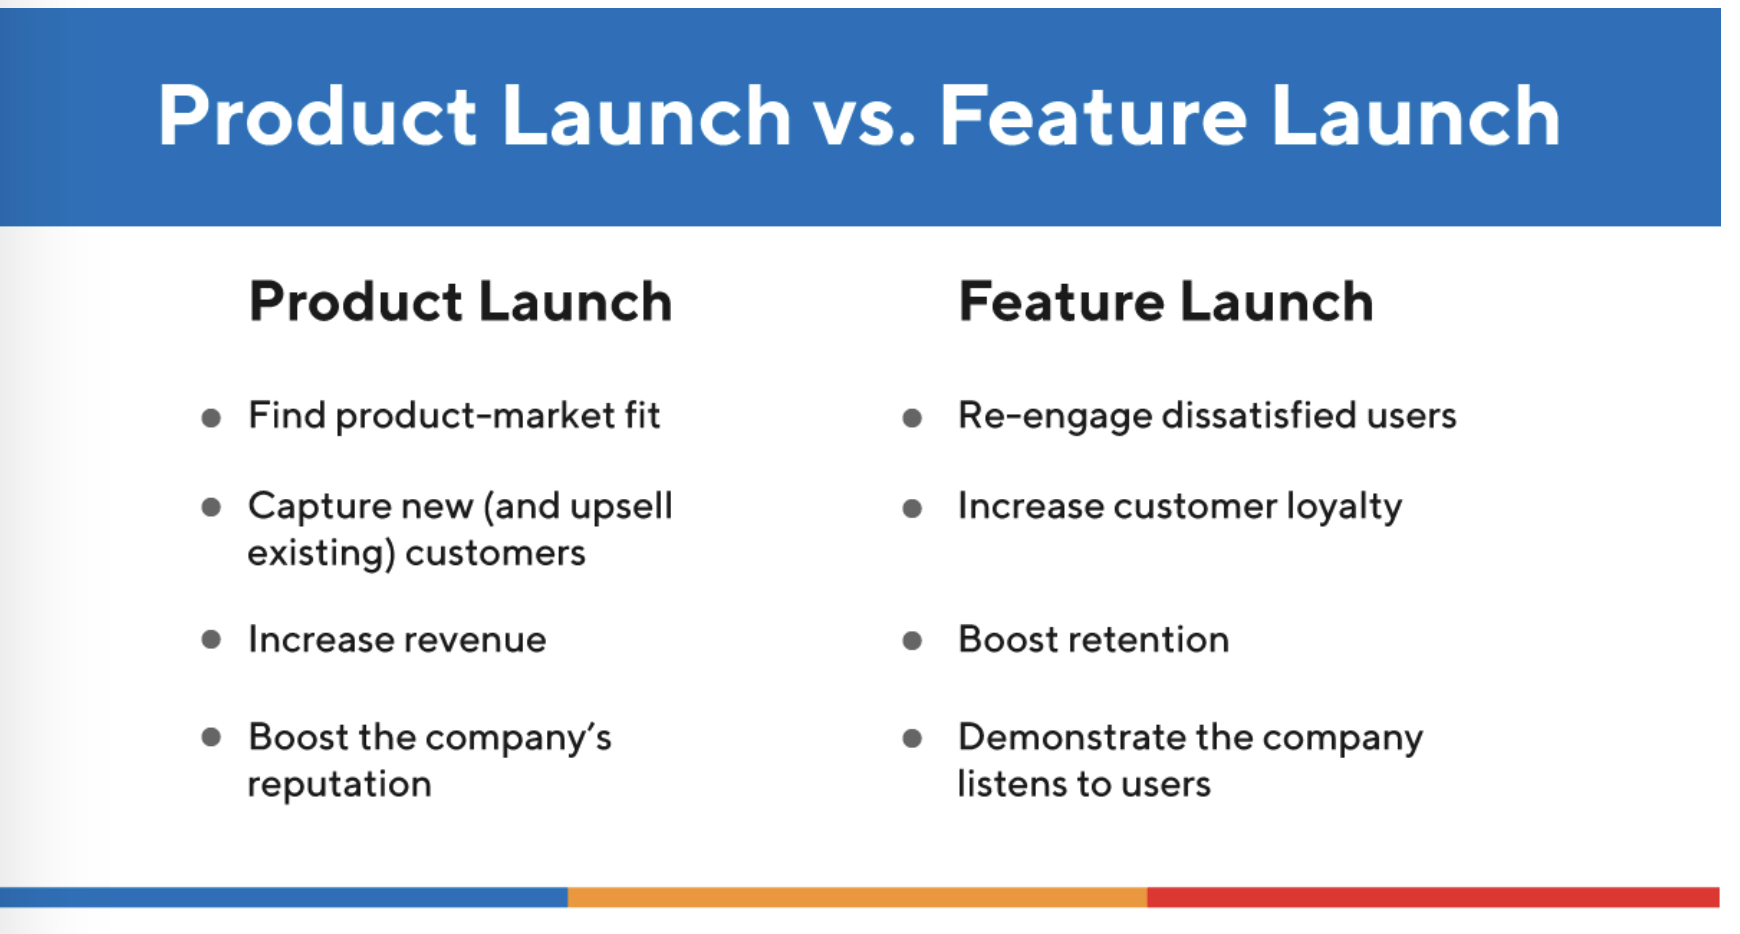 Product Launch vs. Feature Launch
Product Launch
Find product-market fit
Capture new (and upsell
existing) customers
Increase revenue
Boost the company’s
reputation
Feature Launch
Re-engage dissatisfied users
Increase customer loyalty
Boost retention
Demonstrate the company
listens to users